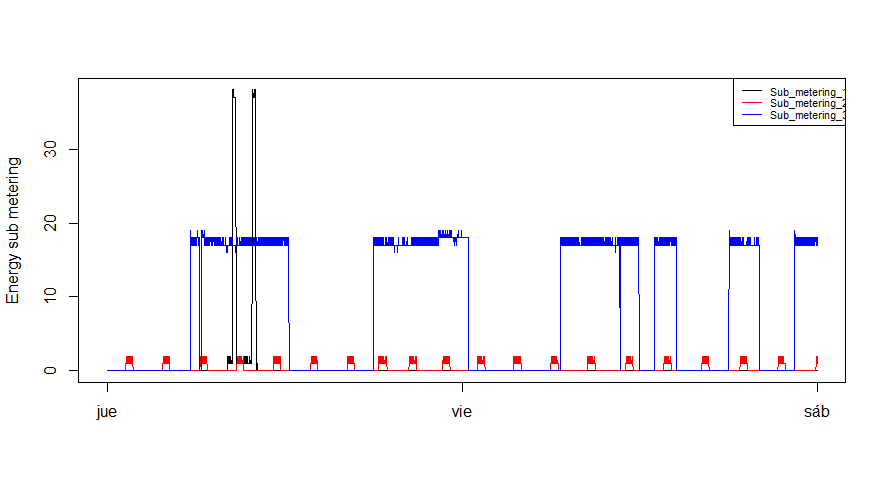 Energy sub metering
30
20
10
0
Sub_metering_1
Sub_metering_2
Sub_metering_3
jue
vie
sáb